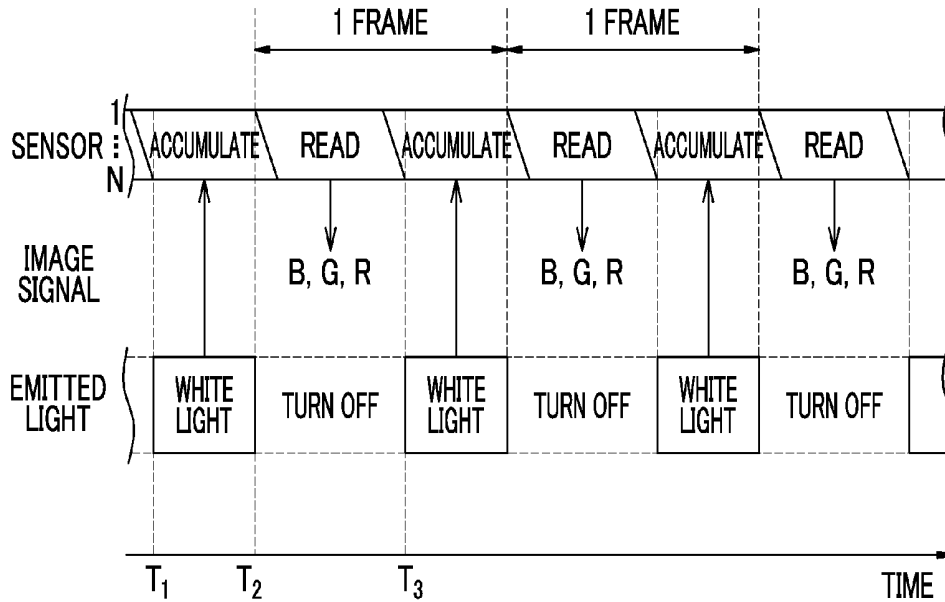 1 FRAME 1 FRAME
1
SENSOR ⋮ ACCUMULATE READ ACCUMULATE READ ACCUMULATE READ
N
IMAGE
SIGNAL
B, G, R B, G, R B, G, R
EMITTED
LIGHT
WHITE
LIGHT
TURN OFF
WHITE
LIGHT
TURN OFF
WHITE
LIGHT
TURN OFF
T1 T2 T3 TIME